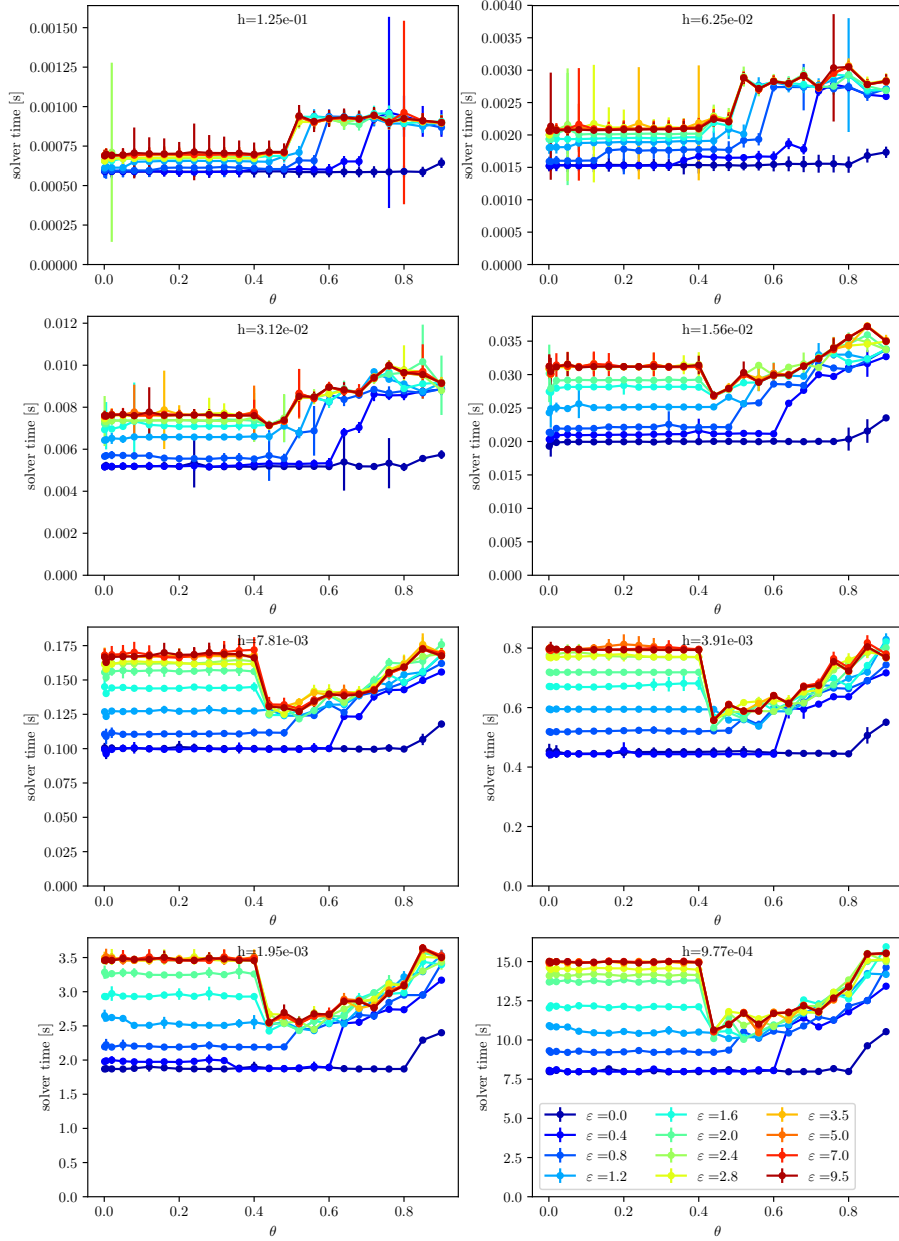 h=1.25e-01
solver time [s]
0.00150
0.00125
0.00100
0.00075
0.00050
0.00025
0.00000
0.0 0.2 0.4 0.6 0.8
θ
h=6.25e-02
solver time [s]
0.0040
0.0035
0.0030
0.0025
0.0020
0.0015
0.0010
0.0005
0.0000
0.0 0.2 0.4 0.6 0.8
θ
h=3.12e-02
solver time [s]
0.012
0.010
0.008
0.006
0.004
0.002
0.000
0.0 0.2 0.4 0.6 0.8
θ
h=1.56e-02
solver time [s]
0.035
0.030
0.025
0.020
0.015
0.010
0.005
0.000
0.0 0.2 0.4 0.6 0.8
θ
h=7.81e-03
solver time [s]
0.175
0.150
0.125
0.100
0.075
0.050
0.025
0.000
0.0 0.2 0.4 0.6 0.8
θ
h=3.91e-03
solver time [s]
0.8
0.6
0.4
0.2
0.0
0.0 0.2 0.4 0.6 0.8
θ
h=1.95e-03
solver time [s]
3.5
3.0
2.5
2.0
1.5
1.0
0.5
0.0
0.0 0.2 0.4 0.6 0.8
θ
h=9.77e-04
solver time [s]
15.0
12.5
10.0
7.5
5.0
2.5
0.0
0.0 0.2 0.4 0.6 0.8
θ
ε =0.0 ε =1.6 ε =3.5
ε =0.4 ε =2.0 ε =5.0
ε =0.8 ε =2.4 ε =7.0
ε =1.2 ε =2.8 ε =9.5